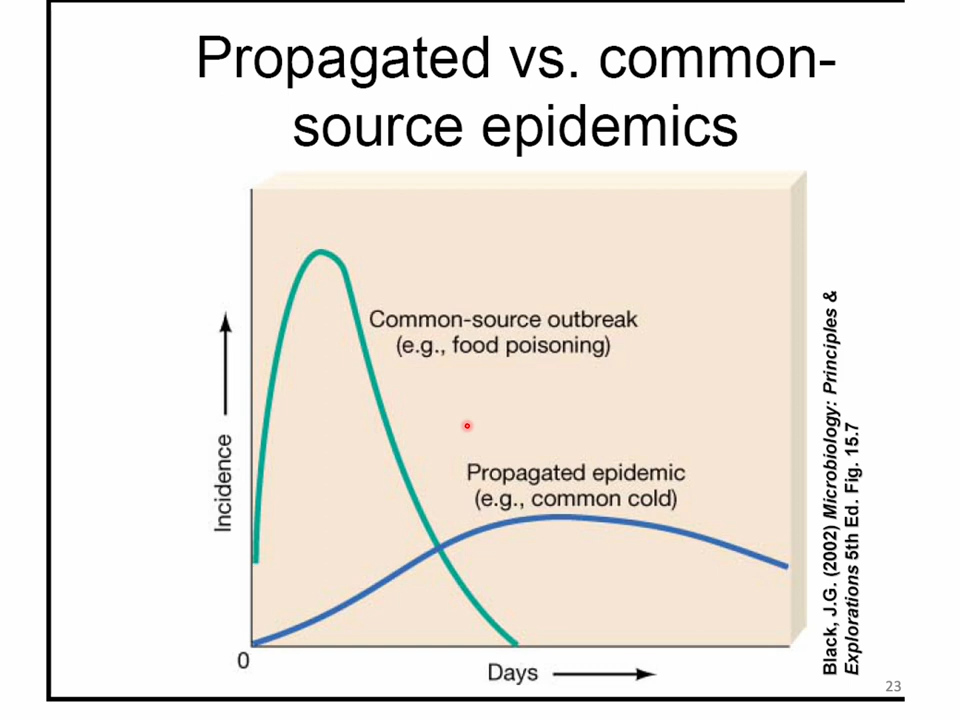 Propagated vs. common-
source epidemics
Common-source outbreak
(e.g., food poisoning)
Propagated epidemic
(e.g., common cold)
Incidence
0
Days
Black, J.G. (2002) Microbiology: Principles &
Explorations 5th Ed. Fig. 15.7
23